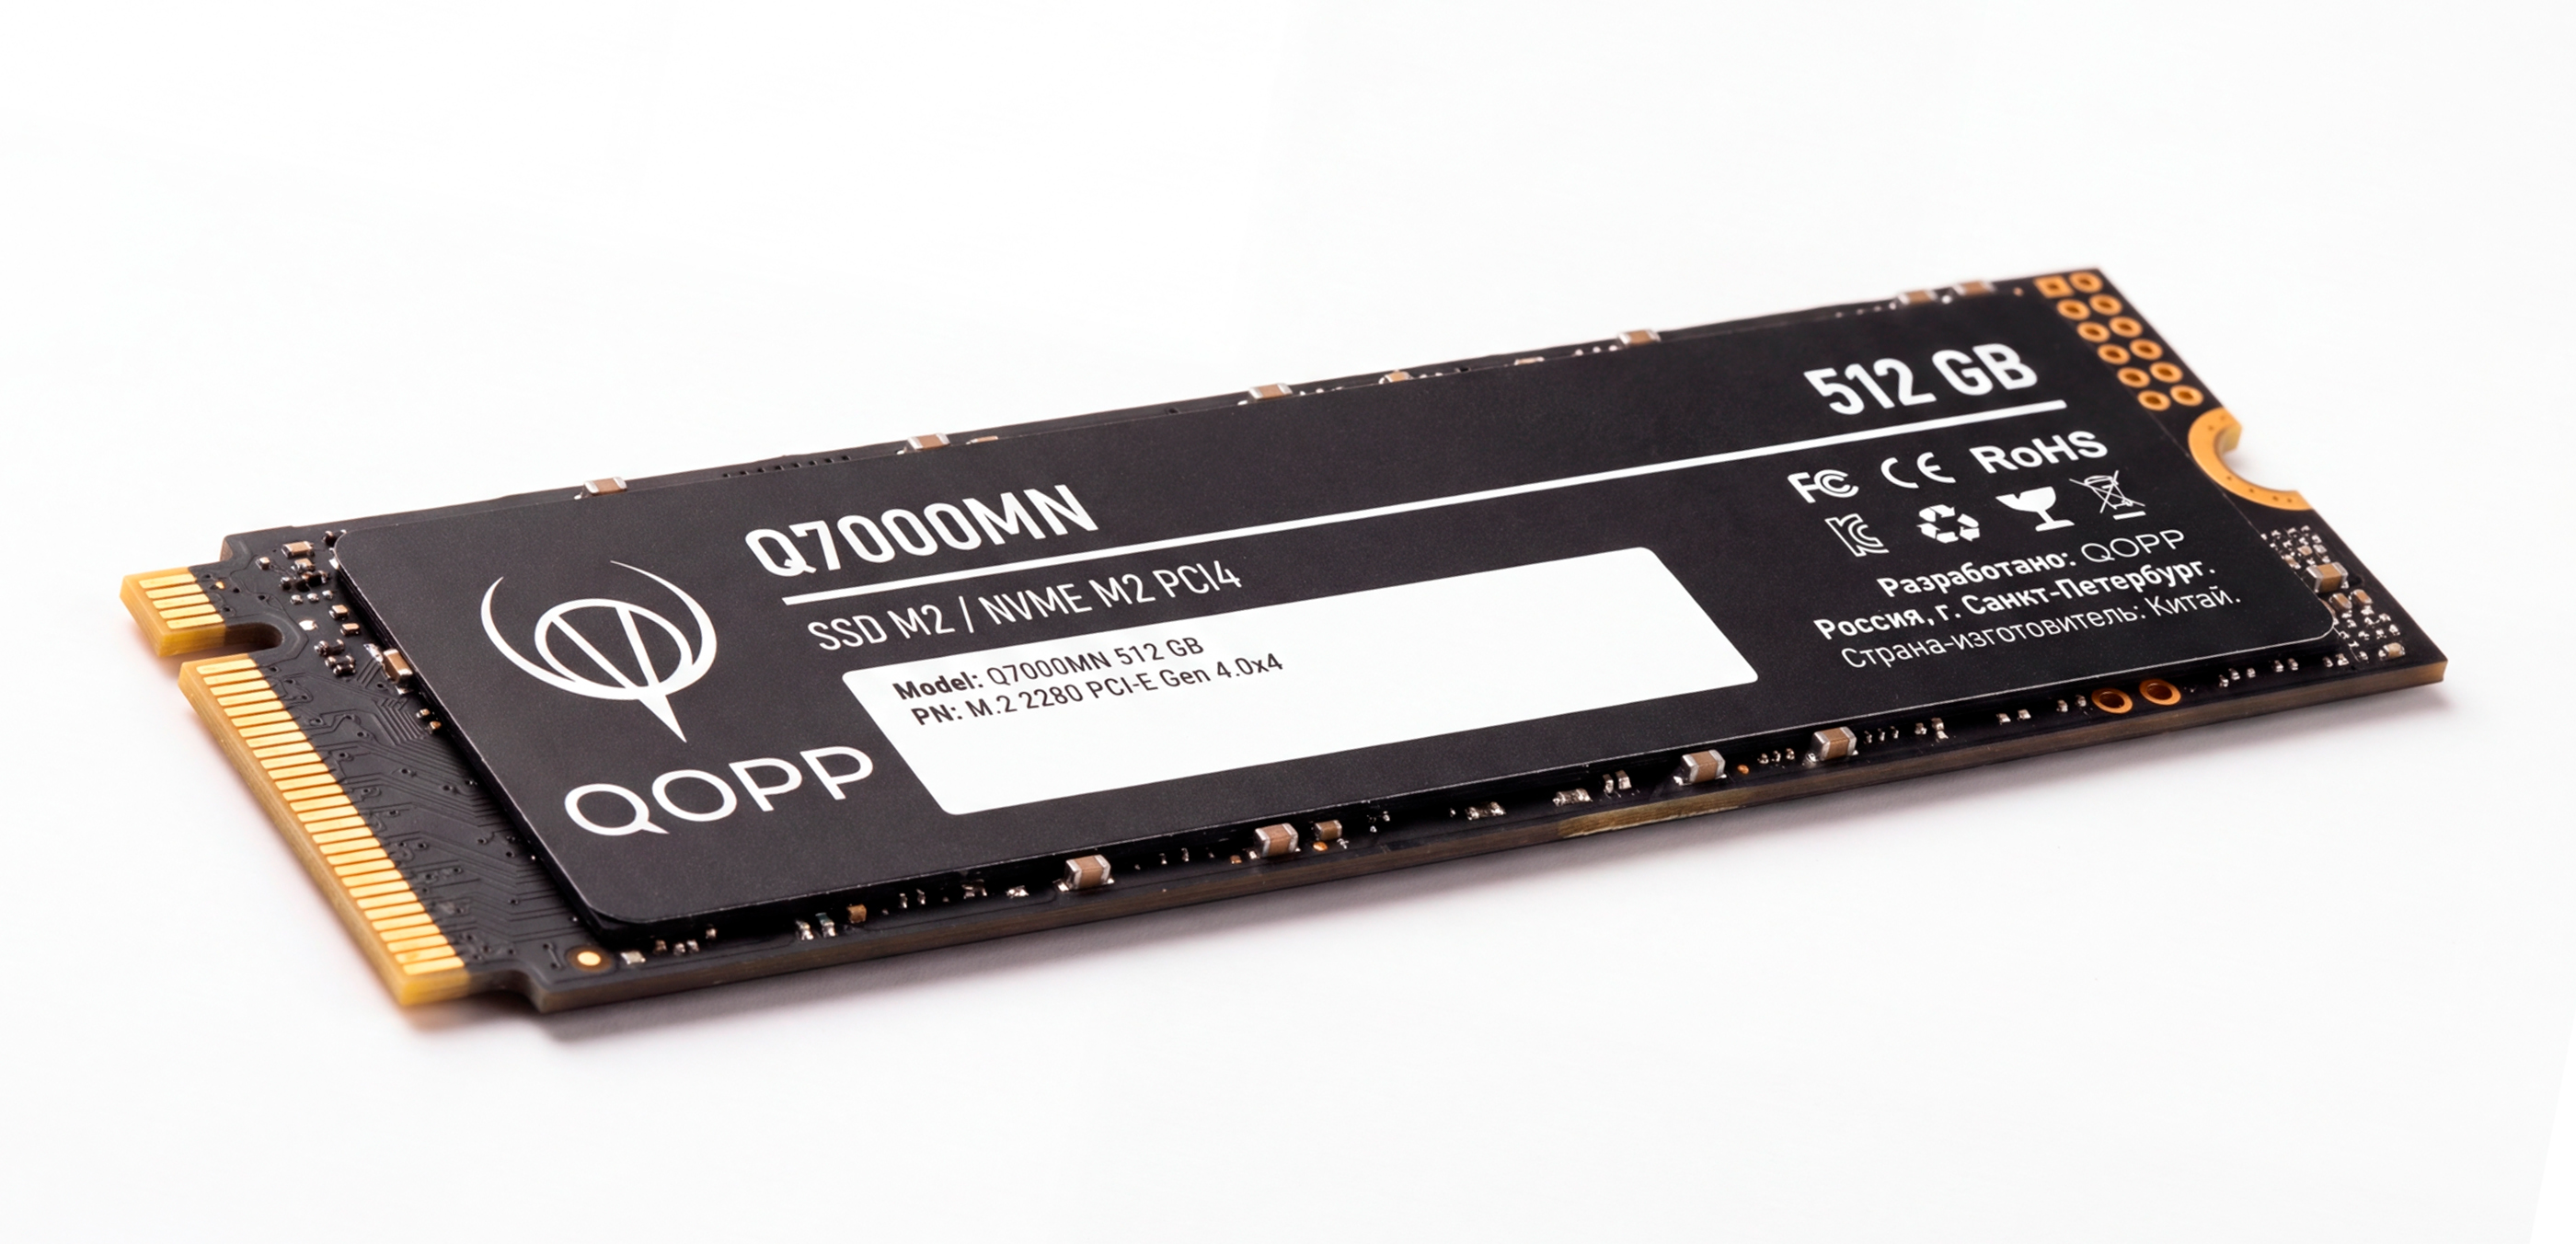 Q7000MN
512 GB
SSD M2 / NVME M2 PCI4
Model: Q7000MN 512 GB
PN: M.2 2280 PCI-E Gen 4.0x4
QOPP
FC CE RoHS
Разработано: QOPP
Россия, г. Санкт-Петербург.
Страна-изготовитель: Китай.